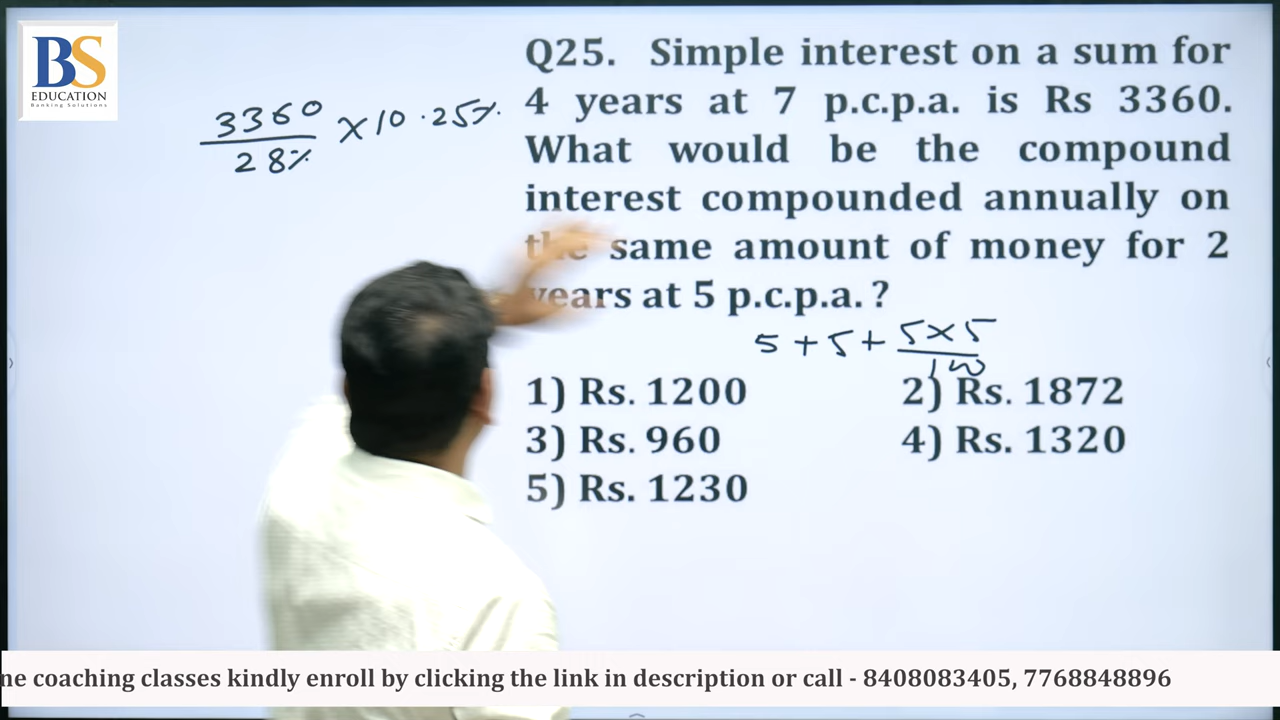 BS
EDUCATION
Banking Solutions
3360
28%
×10.25%.
Q25. Simple interest on a sum for
4 years at 7 p.c.p.a. is Rs 3360.
What would be the compound
interest compounded annually on
the same amount of money for 2
years at 5 p.c.p.a. ?
5+5+5×5
100
1) Rs. 1200 2) Rs. 1872
3) Rs. 960 4) Rs. 1320
5) Rs. 1230
ne coaching classes kindly enroll by clicking the link in description or call - 8408083405, 7768848896